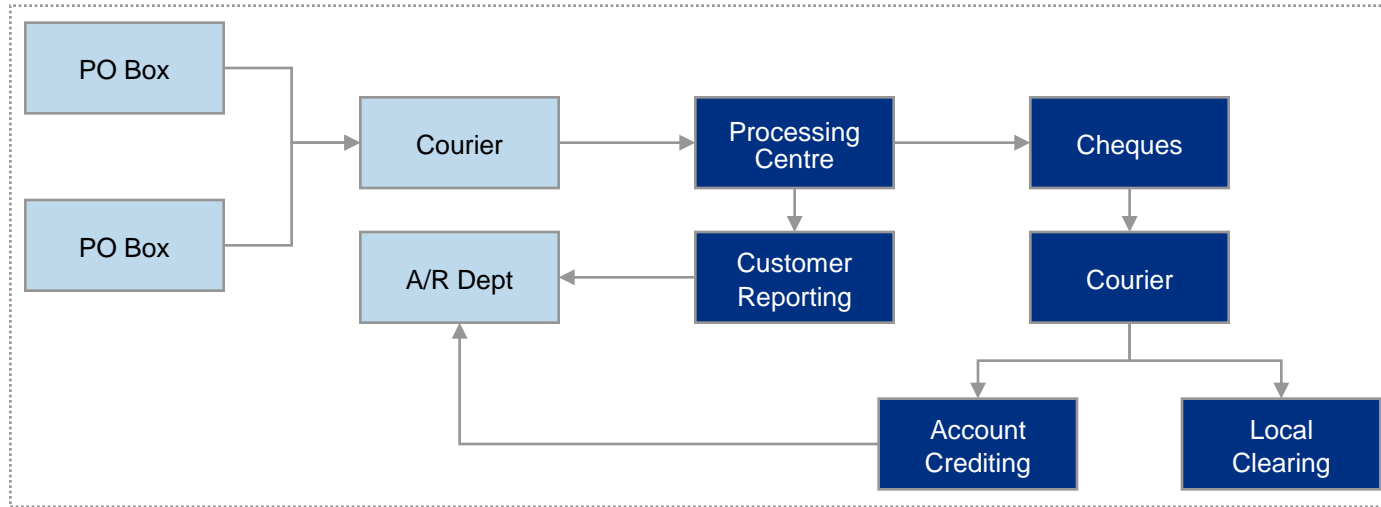 PO Box
Courier
Processing
Centre
Cheques
PO Box
A/R Dept
Customer
Reporting
Courier
Account
Crediting
Local
Clearing